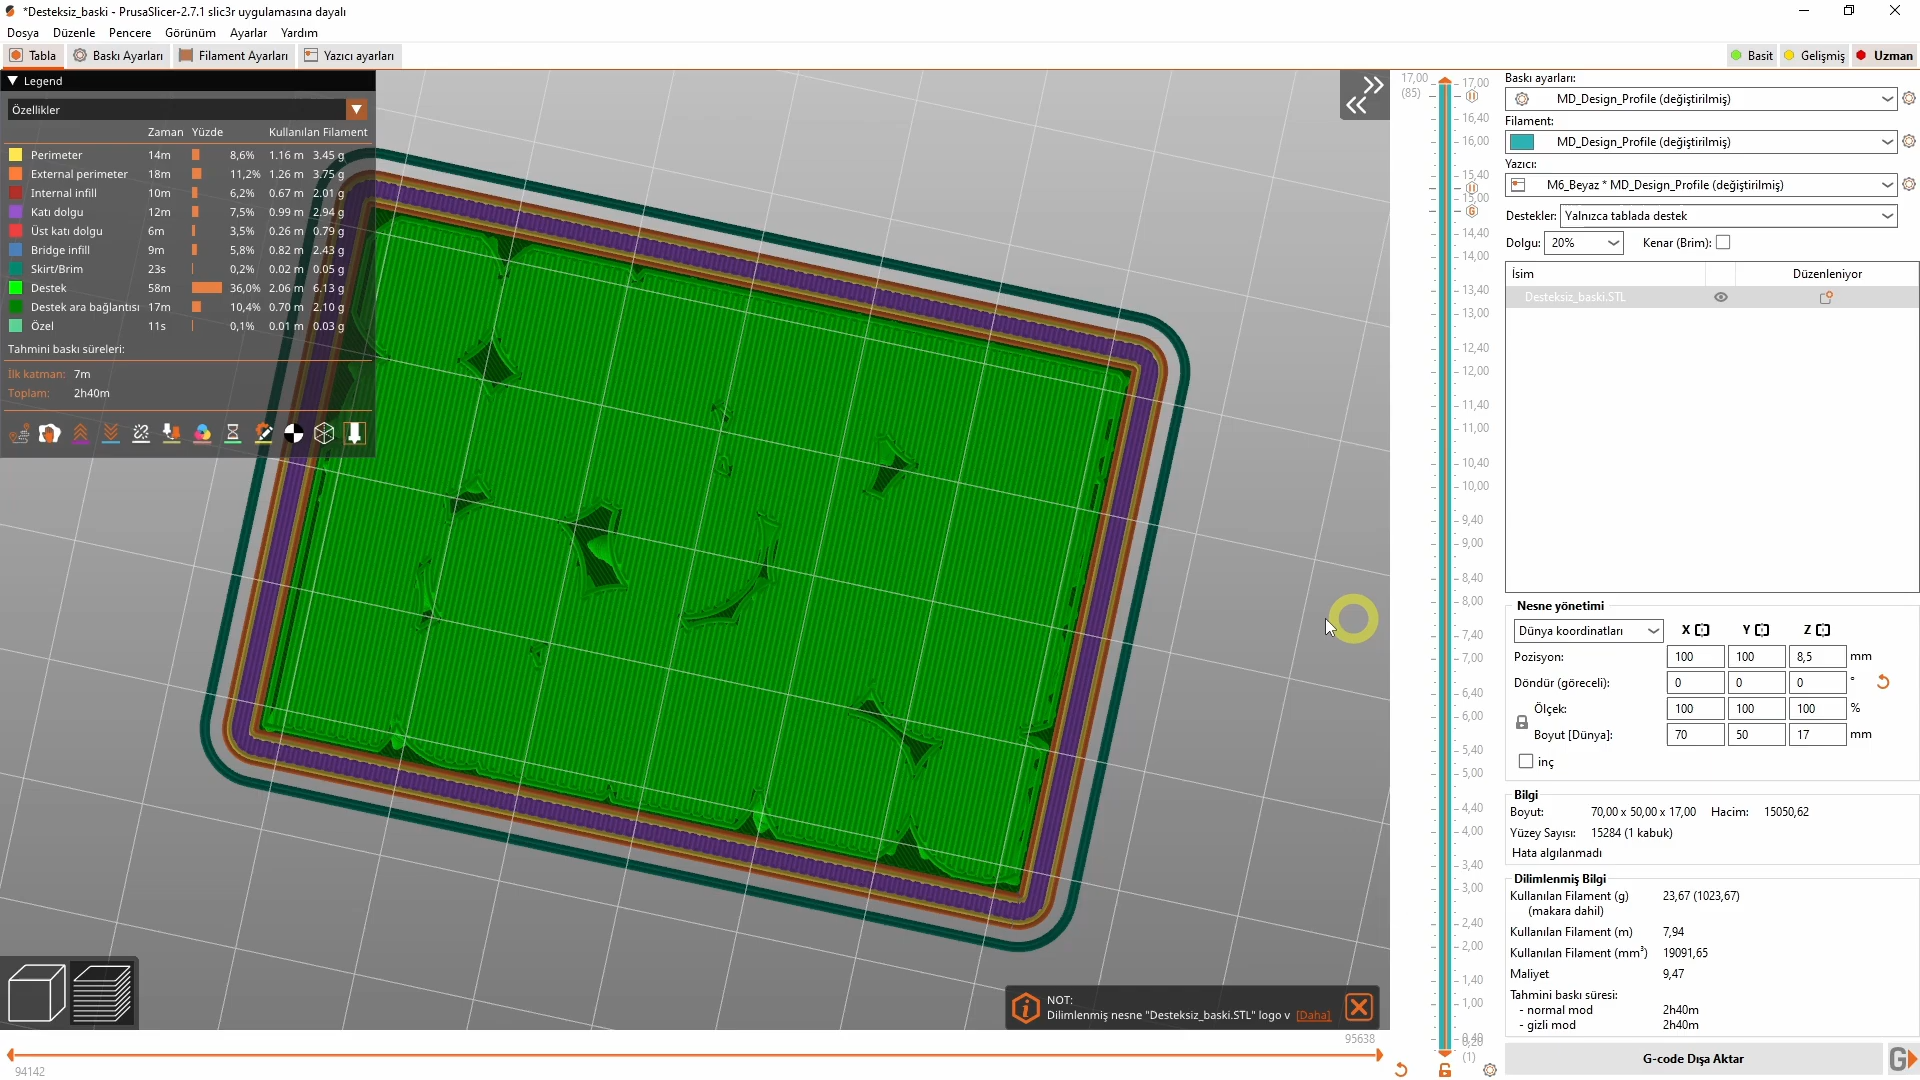 *Desteksiz_baski - PrusaSlicer-2.7.1 slic3r uygulamasına dayalı
Dosya Düzenle Pencere Görünüm Ayarlar Yardım
Tabla Baskı Ayarları Filament Ayarları Yazıcı ayarları Basit Gelişmiş Uzman
Legend
Özellikler
Zaman Yüzde Kullanılan Filament
Perimeter 14m 8,6% 1.16 m 3.45 g
External perimeter 18m 11,2% 1.26 m 3.75 g
Internal infill 10m 6,2% 0.67 m 2.01 g
Katı dolgu 12m 7,5% 0.99 m 2.94 g
Üst katı dolgu 6m 3,5% 0.26 m 0.79 g
Bridge infill 9m 5,8% 0.82 m 2.43 g
Skirt/Brim 23s 0,2% 0.02 m 0.05 g
Destek 58m 36,0% 2.06 m 6.13 g
Destek ara bağlantısı 17m 10,4% 0.70 m 2.10 g
Özel 11s 0,1% 0.01 m 0.03 g
Tahmini baskı süreleri:
İlk katman: 7m
Toplam: 2h40m
NOT:
Dilimlenmiş nesne "Desteksiz_baski.STL" logo v [Daha]
95638
94142
17,00
(85)
17,00
16,40
16,00
15,40
15,00
14,40
14,00
13,40
13,00
12,40
12,00
11,40
11,00
10,40
10,00
9,40
9,00
8,40
8,00
7,40
7,00
6,40
6,00
5,40
5,00
4,40
4,00
3,40
3,00
2,40
2,00
1,40
1,00
(1)
Baskı ayarları:
MD_Design_Profile (değiştirilmiş)
Filament:
MD_Design_Profile (değiştirilmiş)
Yazıcı:
M6_Beyaz * MD_Design_Profile (değiştirilmiş)
Destekler: Yalnızca tablada destek
Dolgu: 20% Kenar (Brim):
İsim Düzenleniyor
Desteksiz_baski.STL
Nesne yönetimi
Dünya koordinatları X Y Z
Pozisyon: 100 100 8,5 mm
Döndür (göreceli): 0 0 0 °
Ölçek: 100 100 100 %
Boyut [Dünya]: 70 50 17 mm
inç
Bilgi
Boyut: 70,00 x 50,00 x 17,00 Hacim: 15050,62
Yüzey Sayısı: 15284 (1 kabuk)
Hata algılanmadı
Dilimlenmiş Bilgi
Kullanılan Filament (g) 23,67 (1023,67)
(makara dahil)
Kullanılan Filament (m) 7,94
Kullanılan Filament (mm³) 19091,65
Maliyet 9,47
Tahmini baskı süresi:
- normal mod 2h40m
- gizli mod 2h40m
G-code Dışa Aktar